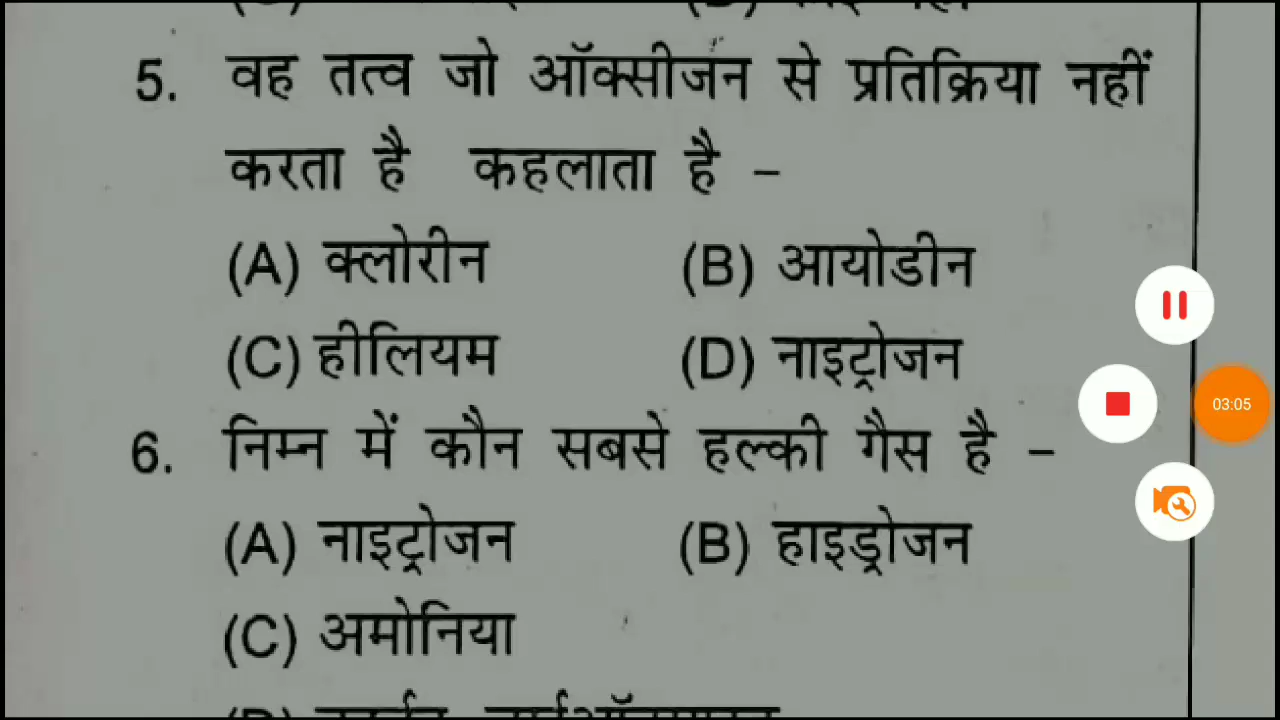 5. वह तत्व जो ऑक्सीजन से प्रतिक्रिया नहीं
करता है कहलाता है –
(A) क्लोरीन (B) आयोडीन
(C) हीलियम (D) नाइट्रोजन
03:05
6. निम्न में कौन सबसे हल्की गैस है –
(A) नाइट्रोजन (B) हाइड्रोजन
(C) अमोनिया